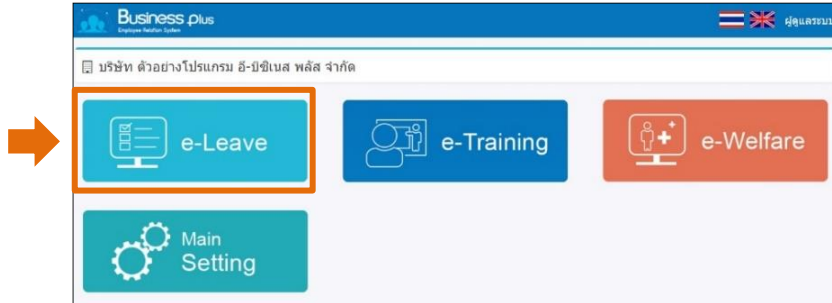 Business Plus
Employee Relation System
ผู้ดูแลระบบ
บริษัท ตัวอย่างโปรแกรม อี-บิซิเนส พลัส จำกัด
e-Leave
e-Training
e-Welfare
Main
Setting